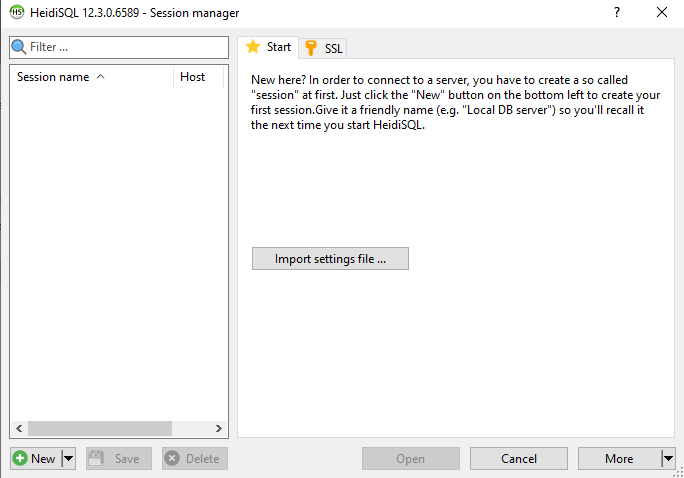 HeidiSQL 12.3.0.6589 - Session manager
Filter ...
Start
SSL
Session name
Host
New here? In order to connect to a server, you have to create a so called
"session" at first. Just click the "New" button on the bottom left to create your
first session.Give it a friendly name (e.g. "Local DB server") so you'll recall it
the next time you start HeidiSQL.
Import settings file ...
New
Save
Delete
Open
Cancel
More